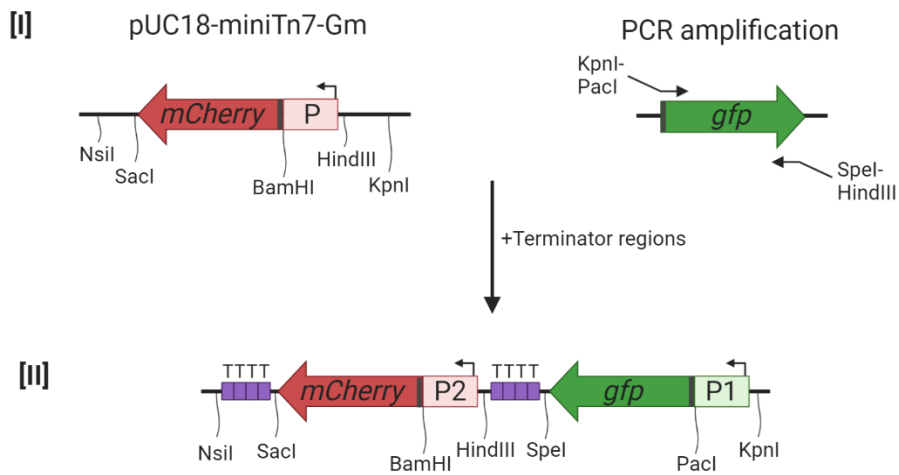 [I]
pUC18-miniTn7-Gm
PCR amplification
KpnI-
PacI
mCherry
P
gfp
NsiI
SacI
BamHI
HindIII
KpnI
SpeI-
HindIII
+Terminator regions
[II]
TTTT
TTTT
mCherry
P2
gfp
P1
NsiI
SacI
BamHI
HindIII
SpeI
PacI
KpnI